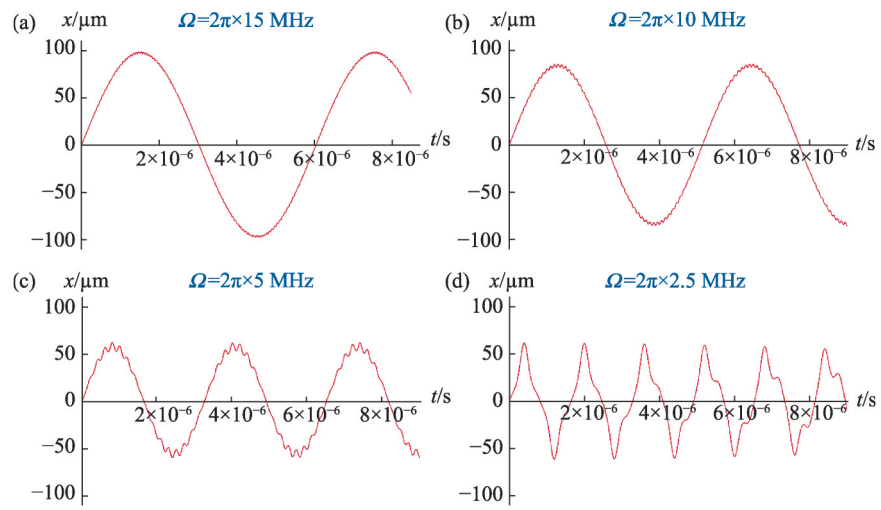 (a) x/μm Ω=2π×15 MHz
100
50
0
−50
−100
2×10⁻⁶ 4×10⁻⁶ 6×10⁻⁶ 8×10⁻⁶
t/s
(b) x/μm Ω=2π×10 MHz
100
50
0
−50
−100
2×10⁻⁶ 4×10⁻⁶ 6×10⁻⁶ 8×10⁻⁶
t/s
(c) x/μm Ω=2π×5 MHz
100
50
0
−50
−100
2×10⁻⁶ 4×10⁻⁶ 6×10⁻⁶ 8×10⁻⁶
t/s
(d) x/μm Ω=2π×2.5 MHz
100
50
0
−50
−100
2×10⁻⁶ 4×10⁻⁶ 6×10⁻⁶ 8×10⁻⁶
t/s